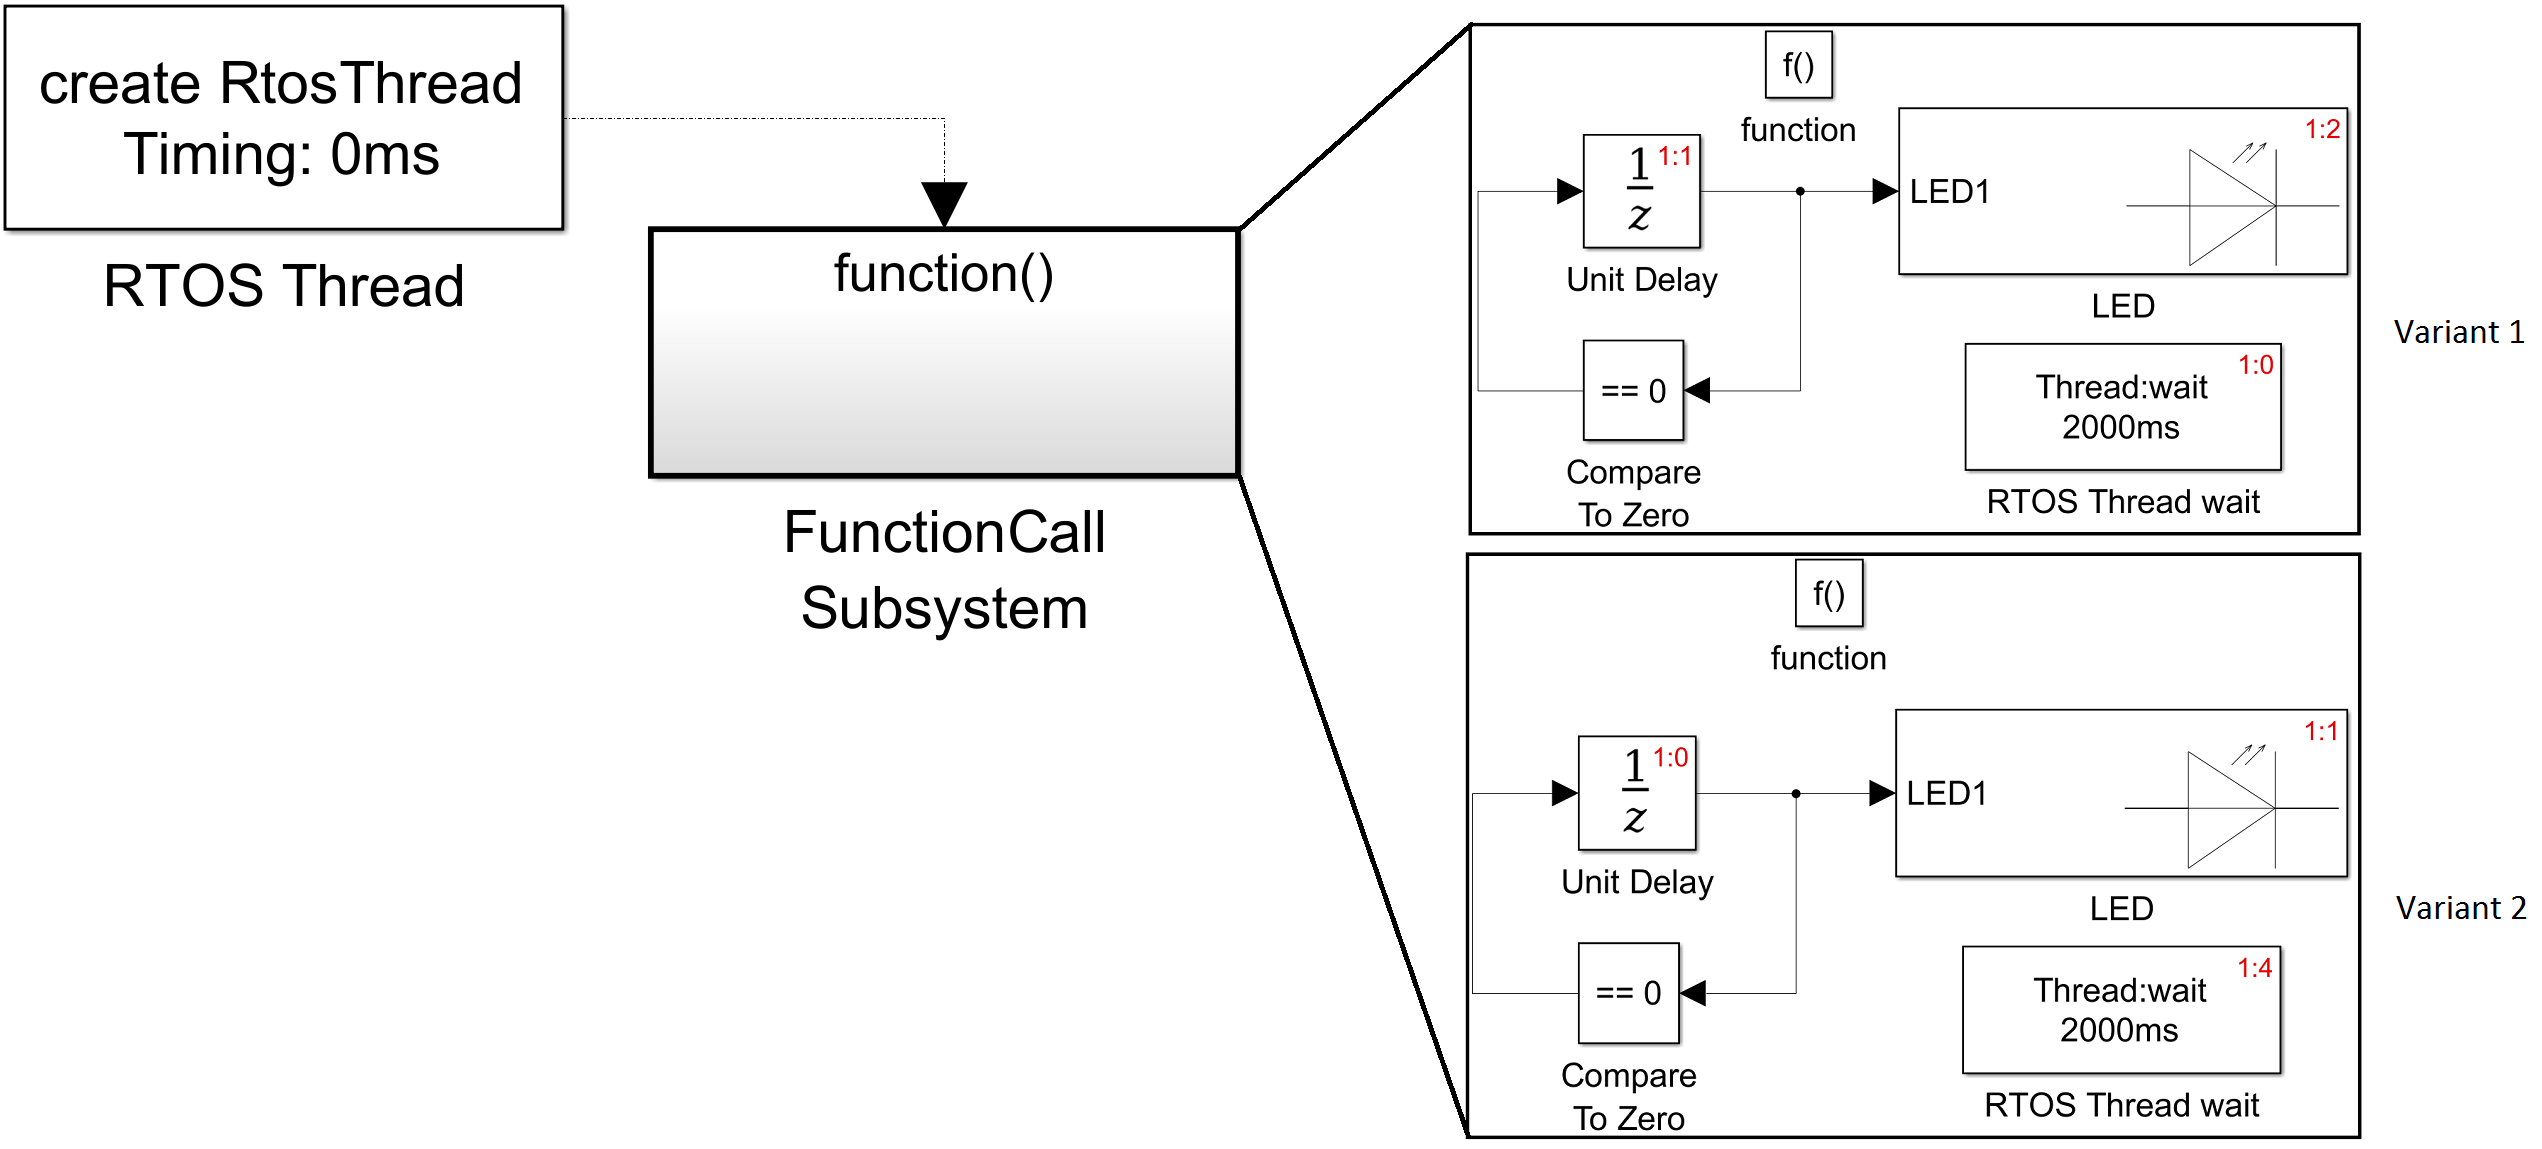 create RtosThread
Timing: 0ms
RTOS Thread
function()
FunctionCall
Subsystem
f()
function
1:1
1
z
Unit Delay
1:2
LED1
LED
== 0
Compare
To Zero
1:0
Thread:wait
2000ms
RTOS Thread wait
Variant 1
f()
function
1:0
1
z
Unit Delay
1:1
LED1
LED
== 0
Compare
To Zero
1:4
Thread:wait
2000ms
RTOS Thread wait
Variant 2